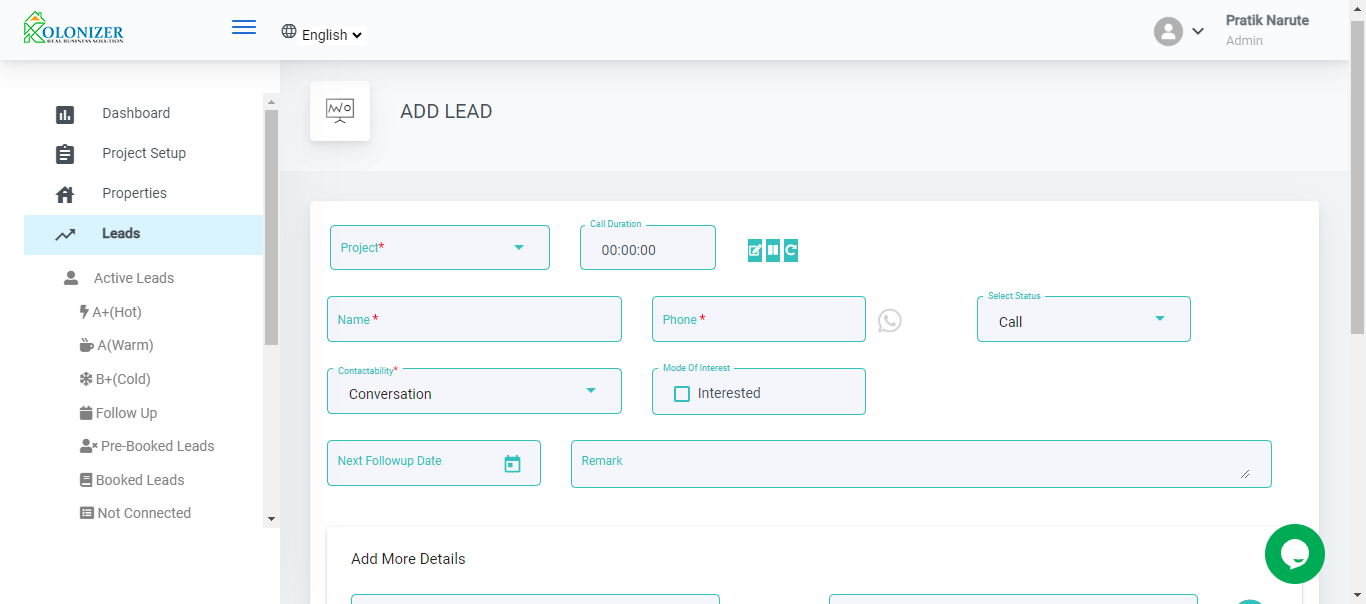 KOLONIZER
REAL BUSINESS SOLUTION
English
Pratik Narute
Admin
Dashboard
Project Setup
Properties
Leads
Active Leads
A+(Hot)
A(Warm)
B+(Cold)
Follow Up
Pre-Booked Leads
Booked Leads
Not Connected
ADD LEAD
Project*
Call Duration
00:00:00
Name *
Phone *
Select Status
Call
Contactability*
Conversation
Mode Of Interest
Interested
Next Followup Date
Remark
Add More Details